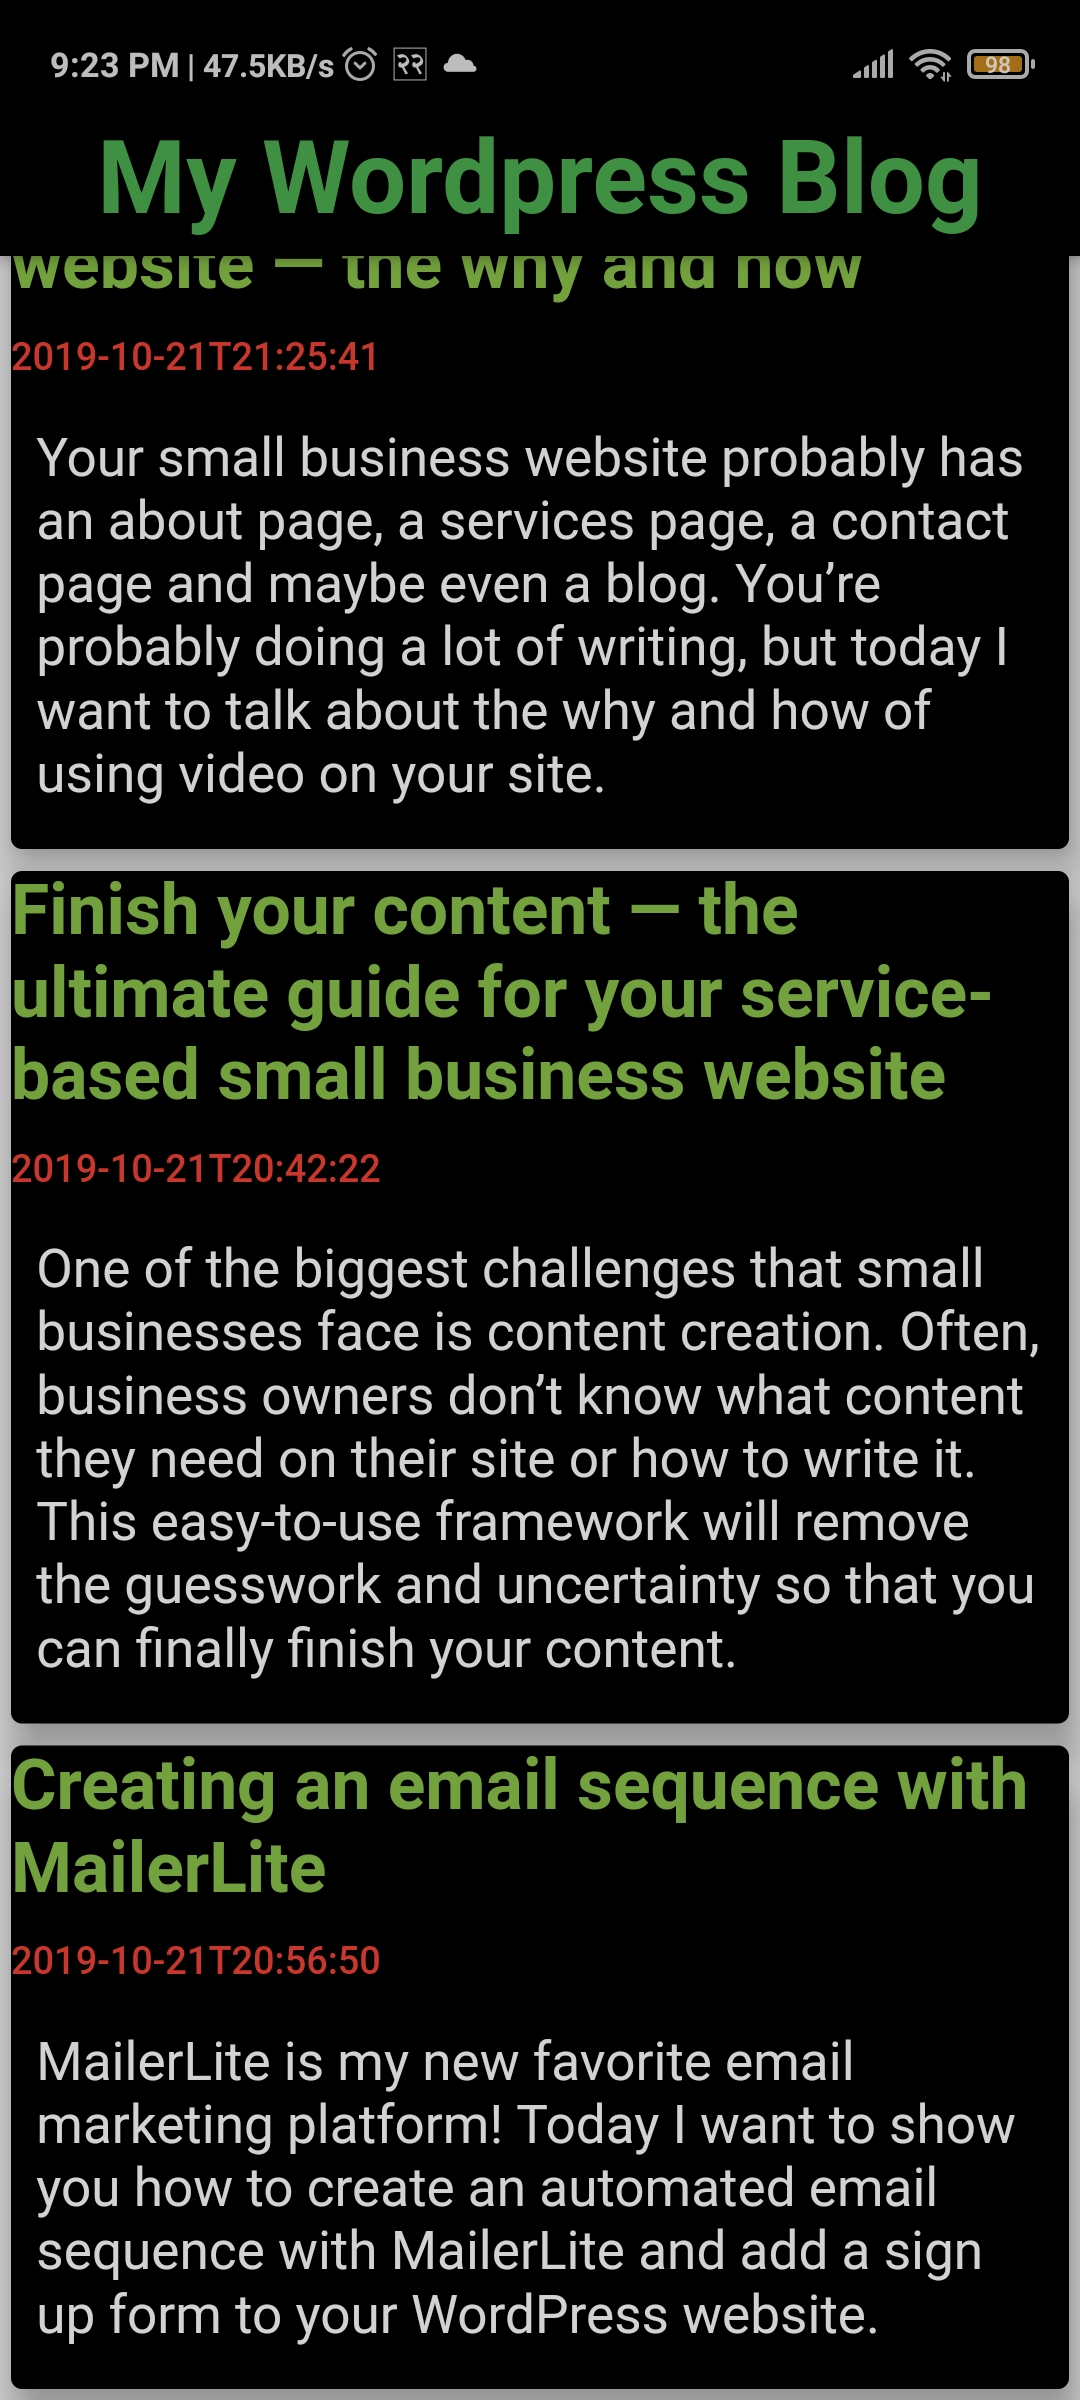 9:23 PM | 47.5KB/s २२ 98
My Wordpress Blog
website — the why and how
2019-10-21T21:25:41
Your small business website probably has
an about page, a services page, a contact
page and maybe even a blog. You’re
probably doing a lot of writing, but today I
want to talk about the why and how of
using video on your site.
Finish your content — the
ultimate guide for your service-
based small business website
2019-10-21T20:42:22
One of the biggest challenges that small
businesses face is content creation. Often,
business owners don’t know what content
they need on their site or how to write it.
This easy-to-use framework will remove
the guesswork and uncertainty so that you
can finally finish your content.
Creating an email sequence with
MailerLite
2019-10-21T20:56:50
MailerLite is my new favorite email
marketing platform! Today I want to show
you how to create an automated email
sequence with MailerLite and add a sign
up form to your WordPress website.